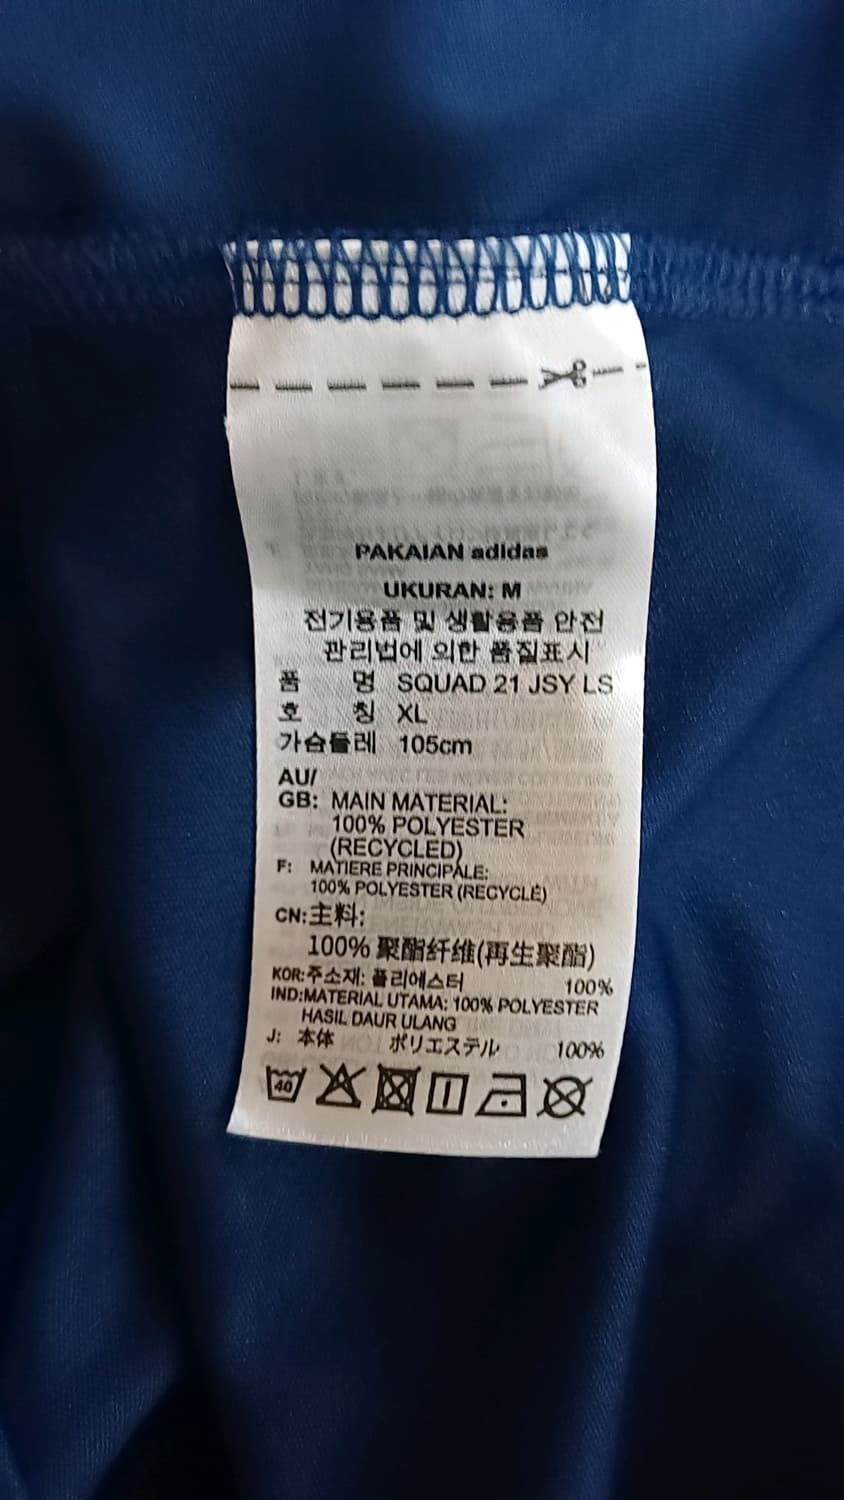 PAKAIAN adidas
UKURAN: M
전기용품 및 생활용품 안전
관리법에 의한 품질표시
품 명 SQUAD 21 JSY LS
호 칭 XL
가슴둘레 105cm
AU/
GB: MAIN MATERIAL:
100% POLYESTER
(RECYCLED)
F: MATIERE PRINCIPALE:
100% POLYESTER (RECYCLÉ)
CN:主料:
100% 聚酯纤维(再生聚酯)
KOR:주소재: 폴리에스터 100%
IND:MATERIAL UTAMA: 100% POLYESTER
HASIL DAUR ULANG
J: 本体 ポリエステル 100%
40